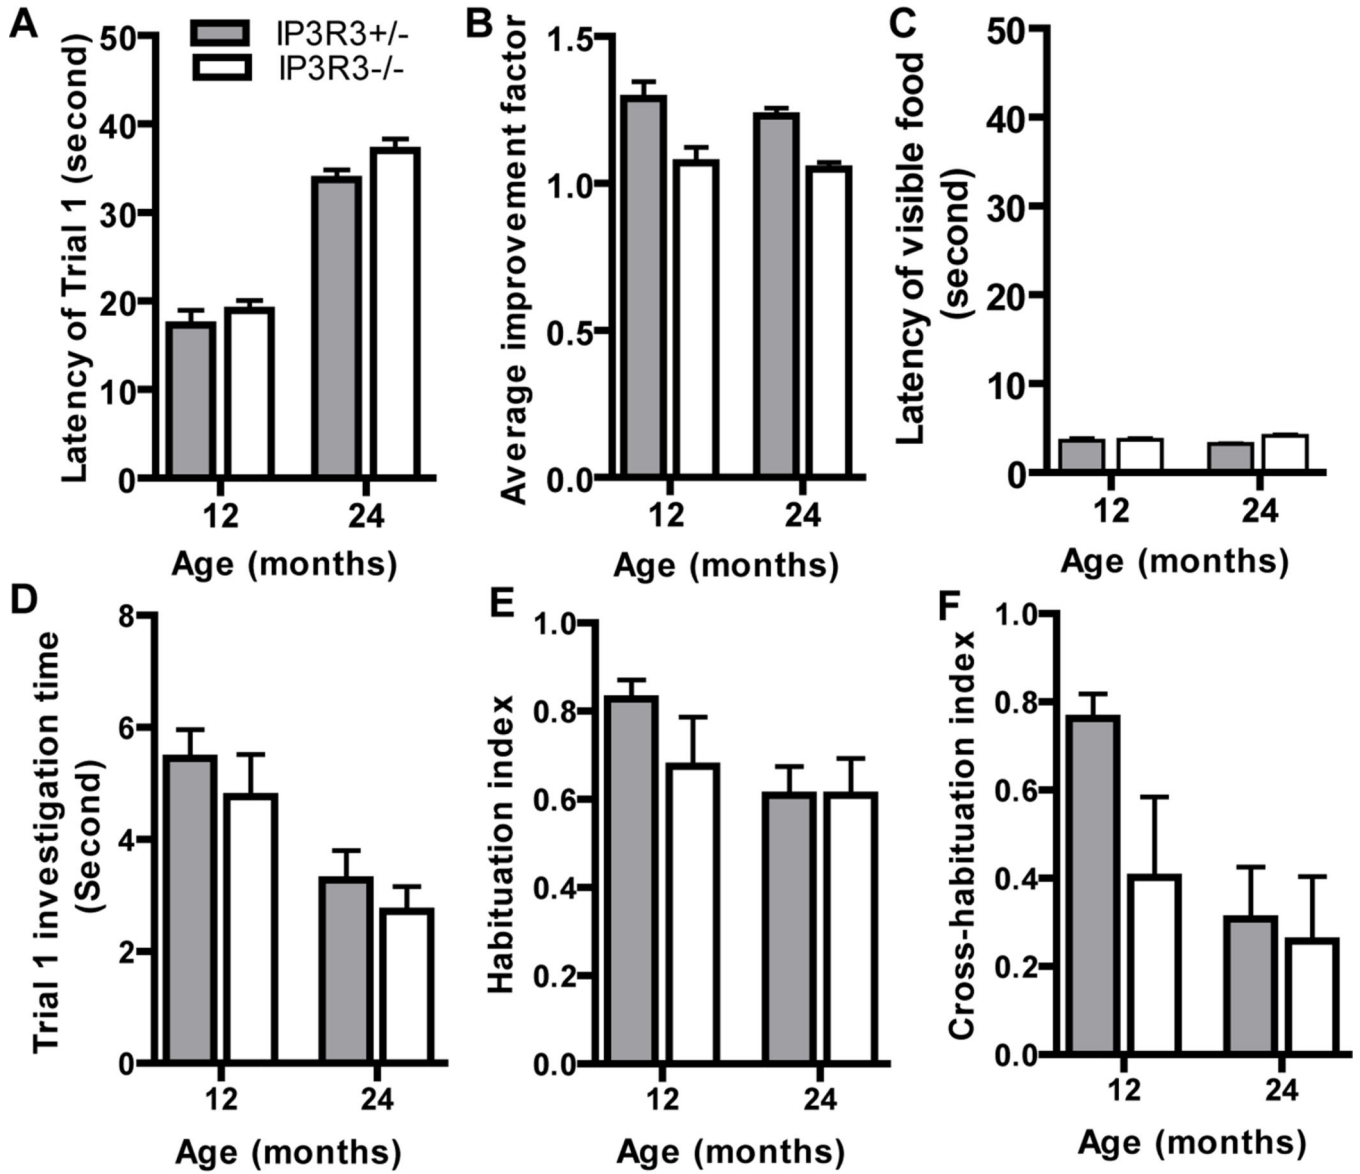 A
Latency of Trial 1 (second)
50
40
30
20
10
0
IP3R3+/-
IP3R3-/-
12
24
Age (months)
B
Average improvement factor
1.5
1.0
0.5
0.0
12
24
Age (months)
C
Latency of visible food
(second)
50
40
30
20
10
0
12
24
Age (months)
D
Trial 1 investigation time
(Second)
8
6
4
2
0
12
24
Age (months)
E
Habituation index
1.0
0.8
0.6
0.4
0.2
0.0
12
24
Age (months)
F
Cross-habituation index
1.0
0.8
0.6
0.4
0.2
0.0
12
24
Age (months)